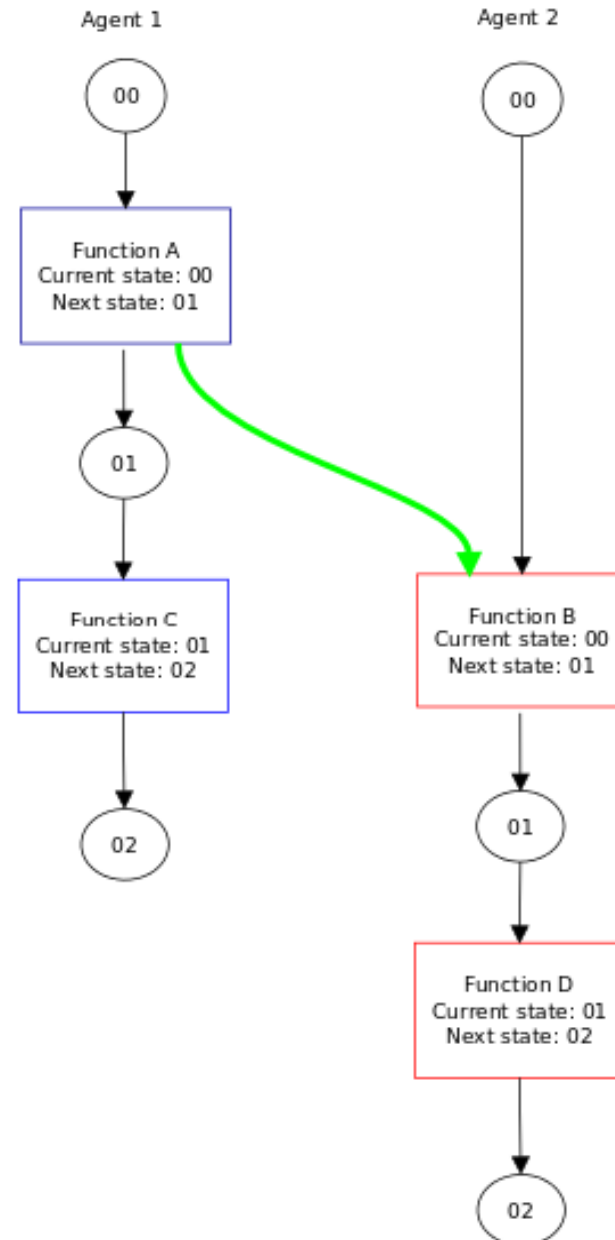 Agent 1
Agent 2
00
00
Function A
Current state: 00
Next state: 01
01
Function C
Current state: 01
Next state: 02
Function B
Current state: 00
Next state: 01
02
01
Function D
Current state: 01
Next state: 02
02